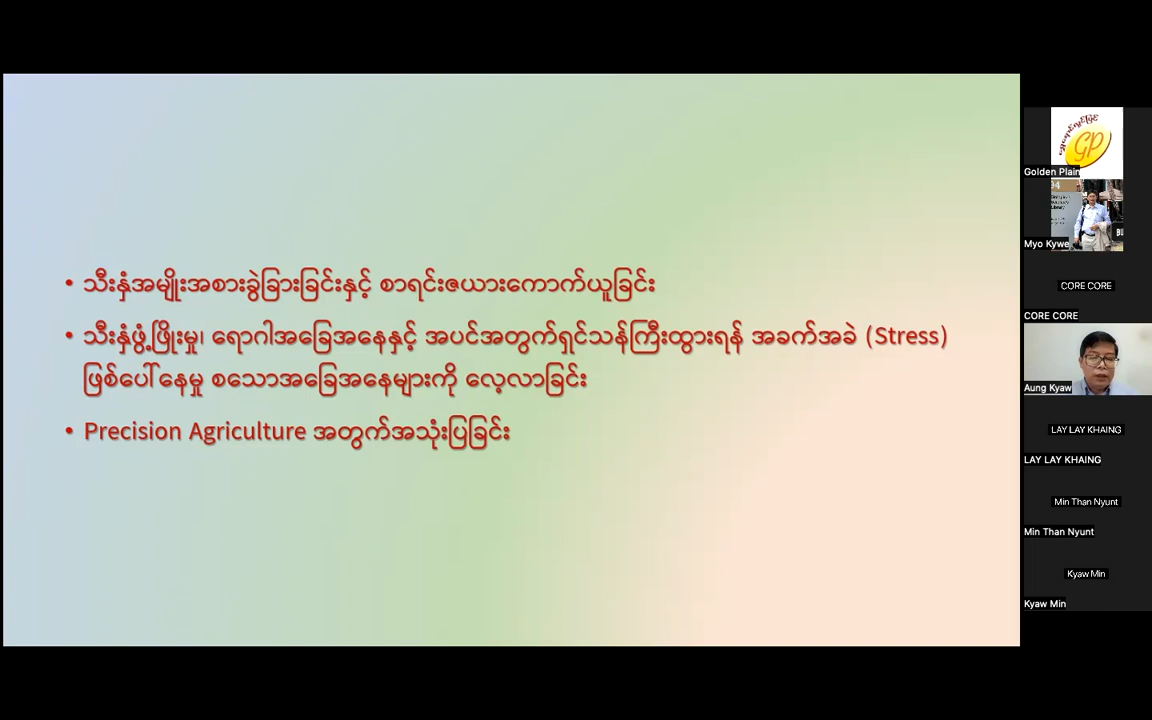 • သီးနှံအမျိုးအစားခွဲခြားခြင်းနှင့် စာရင်းဇယားကောက်ယူခြင်း
• သီးနှံဖွံ့ဖြိုးမှု၊ ရောဂါအခြေအနေနှင့် အပင်အတွက်ရှင်သန်ကြီးထွားရန် အခက်အခဲ (Stress)
ဖြစ်ပေါ်နေမှု စသောအခြေအနေများကို လေ့လာခြင်း
• Precision Agriculture အတွက်အသုံးပြုခြင်း
GP
Golden Plain
Myo Kywe
CORE CORE
CORE CORE
Aung Kyaw
LAY LAY KHAING
LAY LAY KHAING
Min Than Nyunt
Min Than Nyunt
Kyaw Min
Kyaw Min